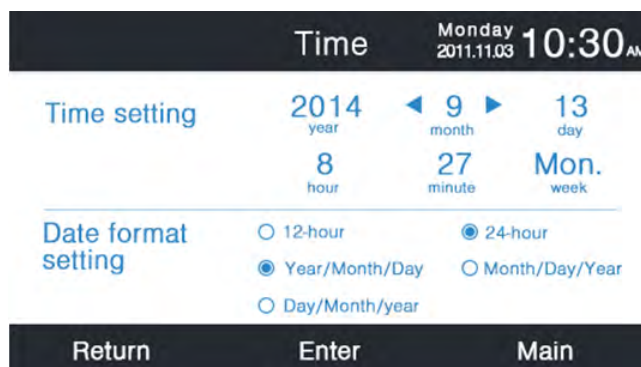 Time
Monday
2011.11.03 10:30 AM
Time setting
2014 ◀ 9 ▶ 13
year month day
8 27 Mon.
hour minute week
Date format
setting
12-hour 24-hour
Year/Month/Day Month/Day/Year
Day/Month/year
Return Enter Main